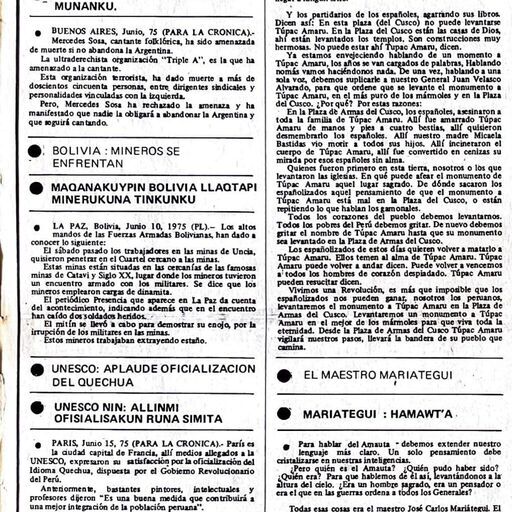 MUNANKU.
BUENOS AIRES, Junio, 75 (PARA LA CRONICA).-
Mercedes Sosa, cantante folklórica, ha sido amenazada
de muerte si no abandona la Argentina.
La ultraderechista organización "Triple A", es la que ha
amenazado a la cantante.
Esta organización terrorista, ha dado muerte a más de
doscientos cincuenta personas, entre dirigentes sindicales y
personalidades vinculadas con la izquierda.
Pero, Mercedes Sosa ha rechazado la amenaza y ha
manifestado que nadie la obligará a abandonar la Argentina y
que seguirá cantando.
BOLIVIA : MINEROS SE
ENFRENTAN
MAQANAKUYPIN BOLIVIA LLAQTAPI
MINERUKUNA TINKUNKU
LA PAZ, Bolivia, Junio 10, 1975 (PL).- Los altos
mandos de las Fuerzas Armadas Bolivianas, han dado a
conocer lo siguiente:
El sábado pasado los trabajadores en las minas de Uncia,
quisieron penetrar en el Cuartel cercano a las minas.
Estas minas están situadas en las cercanías de las famosas
minas de Catavi y Siglo XX, lugar donde los mineros tuvieron
un encuentro armado con los militares. Se dice que los
mineros emplearon cargas de dinamita.
El periódico Presencia que aparece en La Paz da cuenta
del acontecimiento, indicando además que en el encuentro
han caído dos soldados heridos.
El mitín se llevó a cabo para demostrar su enojo, por la
irrupción de los militares en las minas.
Estos mineros trabajaban extrayendo estaño.
UNESCO: APLAUDE OFICIALIZACION
DEL QUECHUA
UNESCO NIN: ALLINMI
OFISIALISAKUN RUNA SIMITA
PARIS, Junio 15, 75 (PARA LA CRONICA).- París es
la ciudad capital de Francia, allí medios allegados a la
UNESCO, expresaron su satisfacción por la oficialización del
Idioma Quechua, dispuesta por el Gobierno Revolucionario
del Perú.
Anteriormente, bastantes pintores, intelectuales y
profesores dijeron "Es una buena medida que contribuirá a
una mejor integración de la población peruana".
Y los partidarios de los españoles, agarrando sus libros.
Dicen así: En esta plaza (del Cusco) no puede levantarse
Túpac Amaru. En la Plaza del Cusco están las casas de Dios,
ahí están levantados los templos. Son construcciones muy
hermosas. No puede estar ahí Túpac Amaru, dicen.
Ya estamos envejeciendo hablando de un momento a
Túpac Amaru, los años se van cargados de palabras, Hablando
nomás vamos haciéndonos nada. De una vez, hablando a una
sola voz, debemos suplicarle a nuestro General Juan Velasco
Alvarado, para que ordene que se levante el monumento a
Túpac Amaru, en el más puro de los mármoles y en la Plaza
del Cusco. ¿Por qué? Por estas razones:
En la Plaza de Armas del Cusco, los españoles, asesinaron a
toda la familia de Túpac Amaru. Allí fue amarrado Túpac
Amaru de manos y pies a cuatro bestias, allí quisieron
desmembrarlo los españoles. Allí nuestra madre Micaela
Bastidas vio morir a todos sus hijos. Allí incineraron el
cuerpo de Túpac Amaru, allí fue convertido en cenizas su
mirada por esos españoles sin alma.
Quienes fueron primero en esta tierra, nosotros o los que
levantaron las iglesias. En qué puede afear el monumento de
Túpac Amaru aquel lugar sagrado. De dónde sacaron los
españolizados aquel pensamiento de que el monumento a
Túpac Amaru está mal en la Plaza del Cusco, o están
repitiendo lo que hablan los gamonales.
Todos los corazones del pueblo debemos levantarnos.
Todos los pobres del Perú debemos gritar. De nuevo debemos
gritar el nombre de Túpac Amaru hasta que su monumento
sea levantado en la Plaza de Armas del Cusco.
Los españolizados de estos días quieren volver a matarlo a
Túpac Amaru. Ellos temen al alma de Túpac Amaru. Túpac
Amaru puede volver a andar dicen. Puede volver a vencernos
a todos los hombres de corazón despiadado. Túpac Amaru
pueden resucitar dicen.
Vivimos una Revolución, es más que imposible que los
españolizados nos pueden ganar, nosotros los peruanos,
levantaremos el monumento a Túpac Amaru en la Plaza de
Armas del Cusco. Levantaremos un monumento a Túpac
Amaru en el mejor de los mármoles para que viva toda la
eternidad. Desde la Plaza de Armas del Cusco Túpac Amaru
vigilará nuestros pasos, llevará la bandera de su pueblo que
camina.
EL MAESTRO MARIATEGUI
MARIATEGUI : HAMAWT'A
Para hablar del Amauta - debemos extender nuestro
lenguaje más claro. Un solo pensamiento debe
cristalizarse en nuestras inteligencias.
¿Pero quién es el Amauta? ¿Quién pudo haber sido?
¿Quién era? Para que hablemos de él así, levantándonos a la
altura del cielo. ¿Era un hombre sagrado, era un pensador o
era el que en las guerras ordena a todos los Generales?
Todas esas cosas era el maestro José Carlos Mariátegui. El